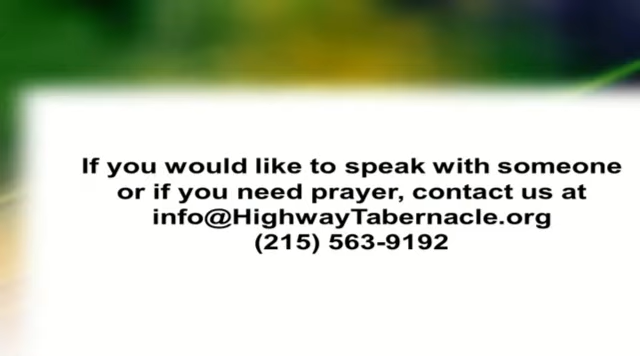 If you would like to speak with someone
or if you need prayer, contact us at
info@HighwayTabernacle.org
(215) 563-9192